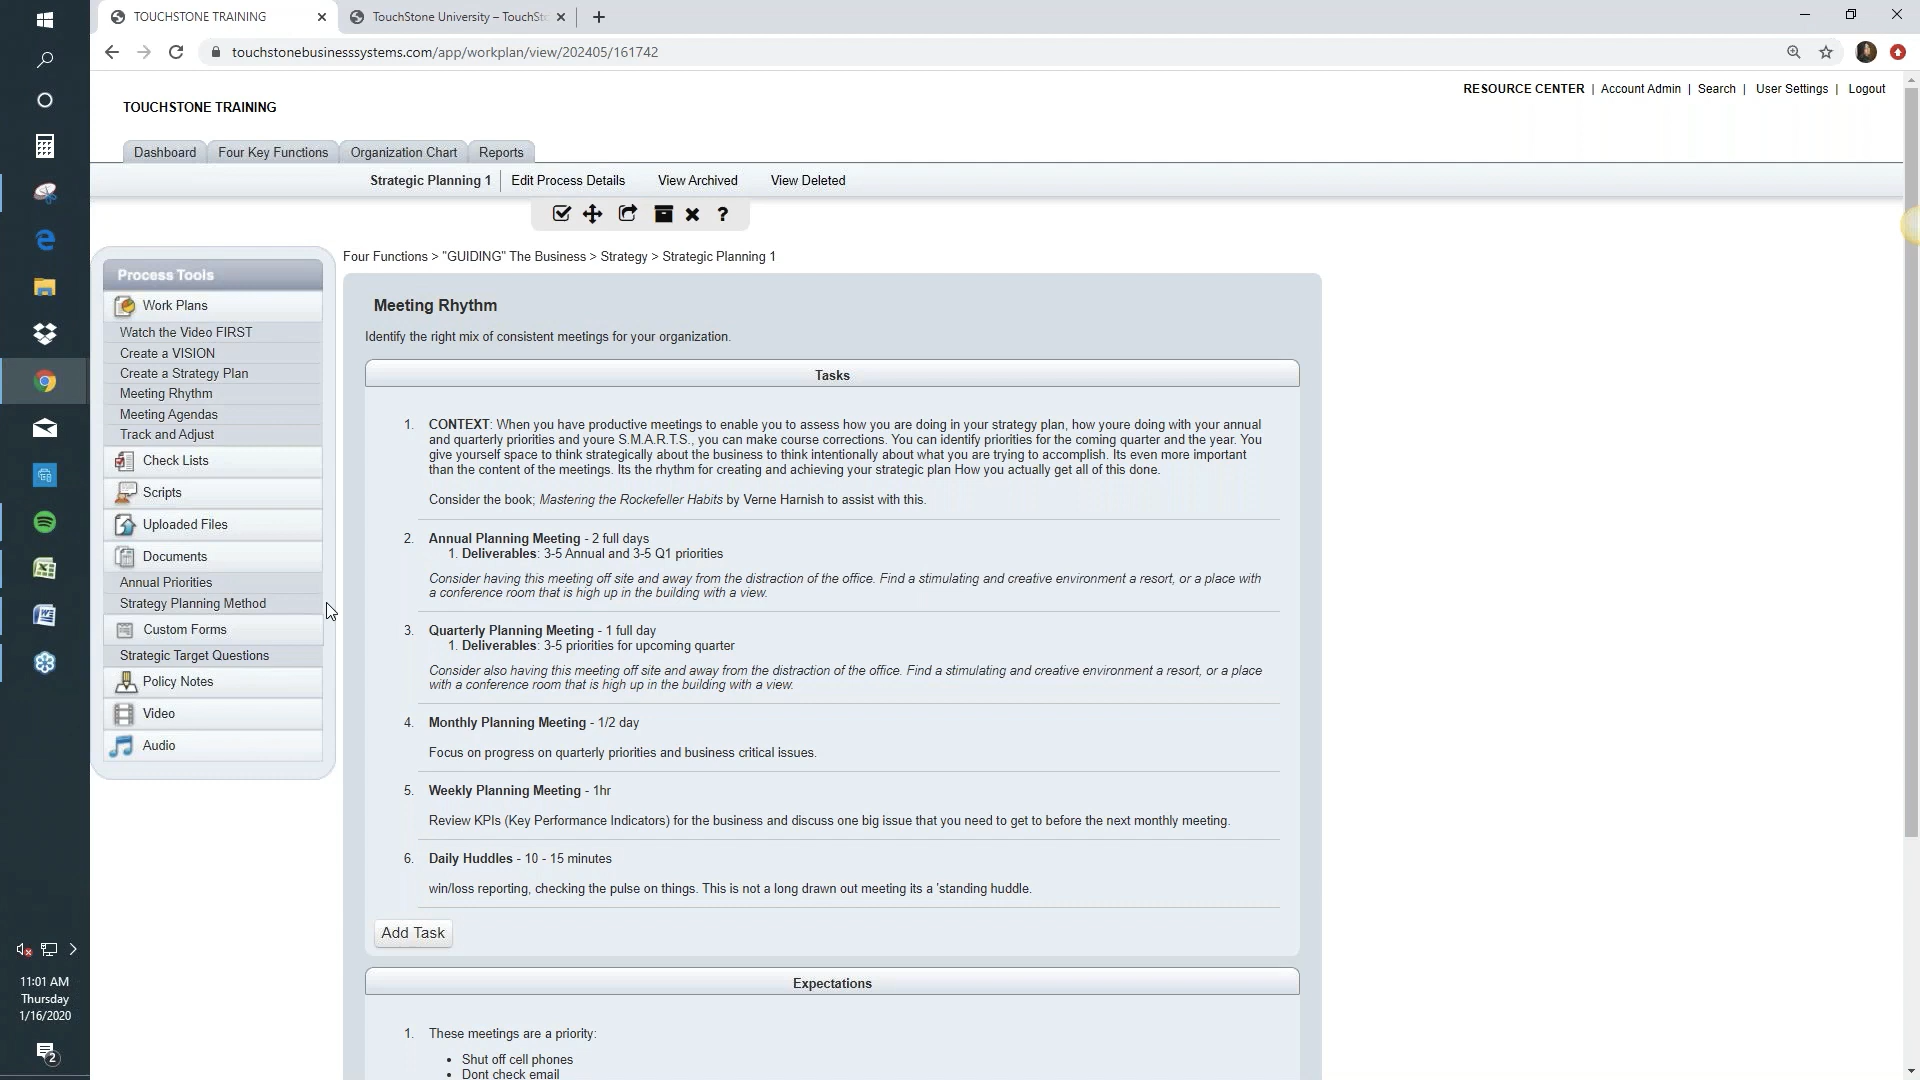 TOUCHSTONE TRAINING
TouchStone University – TouchSt
touchstonebusinesssystems.com/app/workplan/view/202405/161742
RESOURCE CENTER | Account Admin | Search | User Settings | Logout
TOUCHSTONE TRAINING
Dashboard
Four Key Functions
Organization Chart
Reports
Strategic Planning 1
Edit Process Details
View Archived
View Deleted
?
Four Functions > "GUIDING" The Business > Strategy > Strategic Planning 1
Process Tools
Work Plans
Watch the Video FIRST
Create a VISION
Create a Strategy Plan
Meeting Rhythm
Meeting Agendas
Track and Adjust
Check Lists
Scripts
Uploaded Files
Documents
Annual Priorities
Strategy Planning Method
Custom Forms
Strategic Target Questions
Policy Notes
Video
Audio
Meeting Rhythm
Identify the right mix of consistent meetings for your organization.
Tasks
1. CONTEXT: When you have productive meetings to enable you to assess how you are doing in your strategy plan, how youre doing with your annual
and quarterly priorities and youre S.M.A.R.T.S., you can make course corrections. You can identify priorities for the coming quarter and the year. You
give yourself space to think strategically about the business to think intentionally about what you are trying to accomplish. Its even more important
than the content of the meetings. Its the rhythm for creating and achieving your strategic plan How you actually get all of this done.
Consider the book; Mastering the Rockefeller Habits by Verne Harnish to assist with this.
2. Annual Planning Meeting - 2 full days
1. Deliverables: 3-5 Annual and 3-5 Q1 priorities
Consider having this meeting off site and away from the distraction of the office. Find a stimulating and creative environment a resort, or a place with
a conference room that is high up in the building with a view.
3. Quarterly Planning Meeting - 1 full day
1. Deliverables: 3-5 priorities for upcoming quarter
Consider also having this meeting off site and away from the distraction of the office. Find a stimulating and creative environment a resort, or a place
with a conference room that is high up in the building with a view.
4. Monthly Planning Meeting - 1/2 day
Focus on progress on quarterly priorities and business critical issues.
5. Weekly Planning Meeting - 1hr
Review KPIs (Key Performance Indicators) for the business and discuss one big issue that you need to get to before the next monthly meeting.
6. Daily Huddles - 10 - 15 minutes
win/loss reporting, checking the pulse on things. This is not a long drawn out meeting its a 'standing huddle.
Add Task
Expectations
1. These meetings are a priority:
• Shut off cell phones
• Dont check email
11:01 AM
Thursday
1/16/2020
2